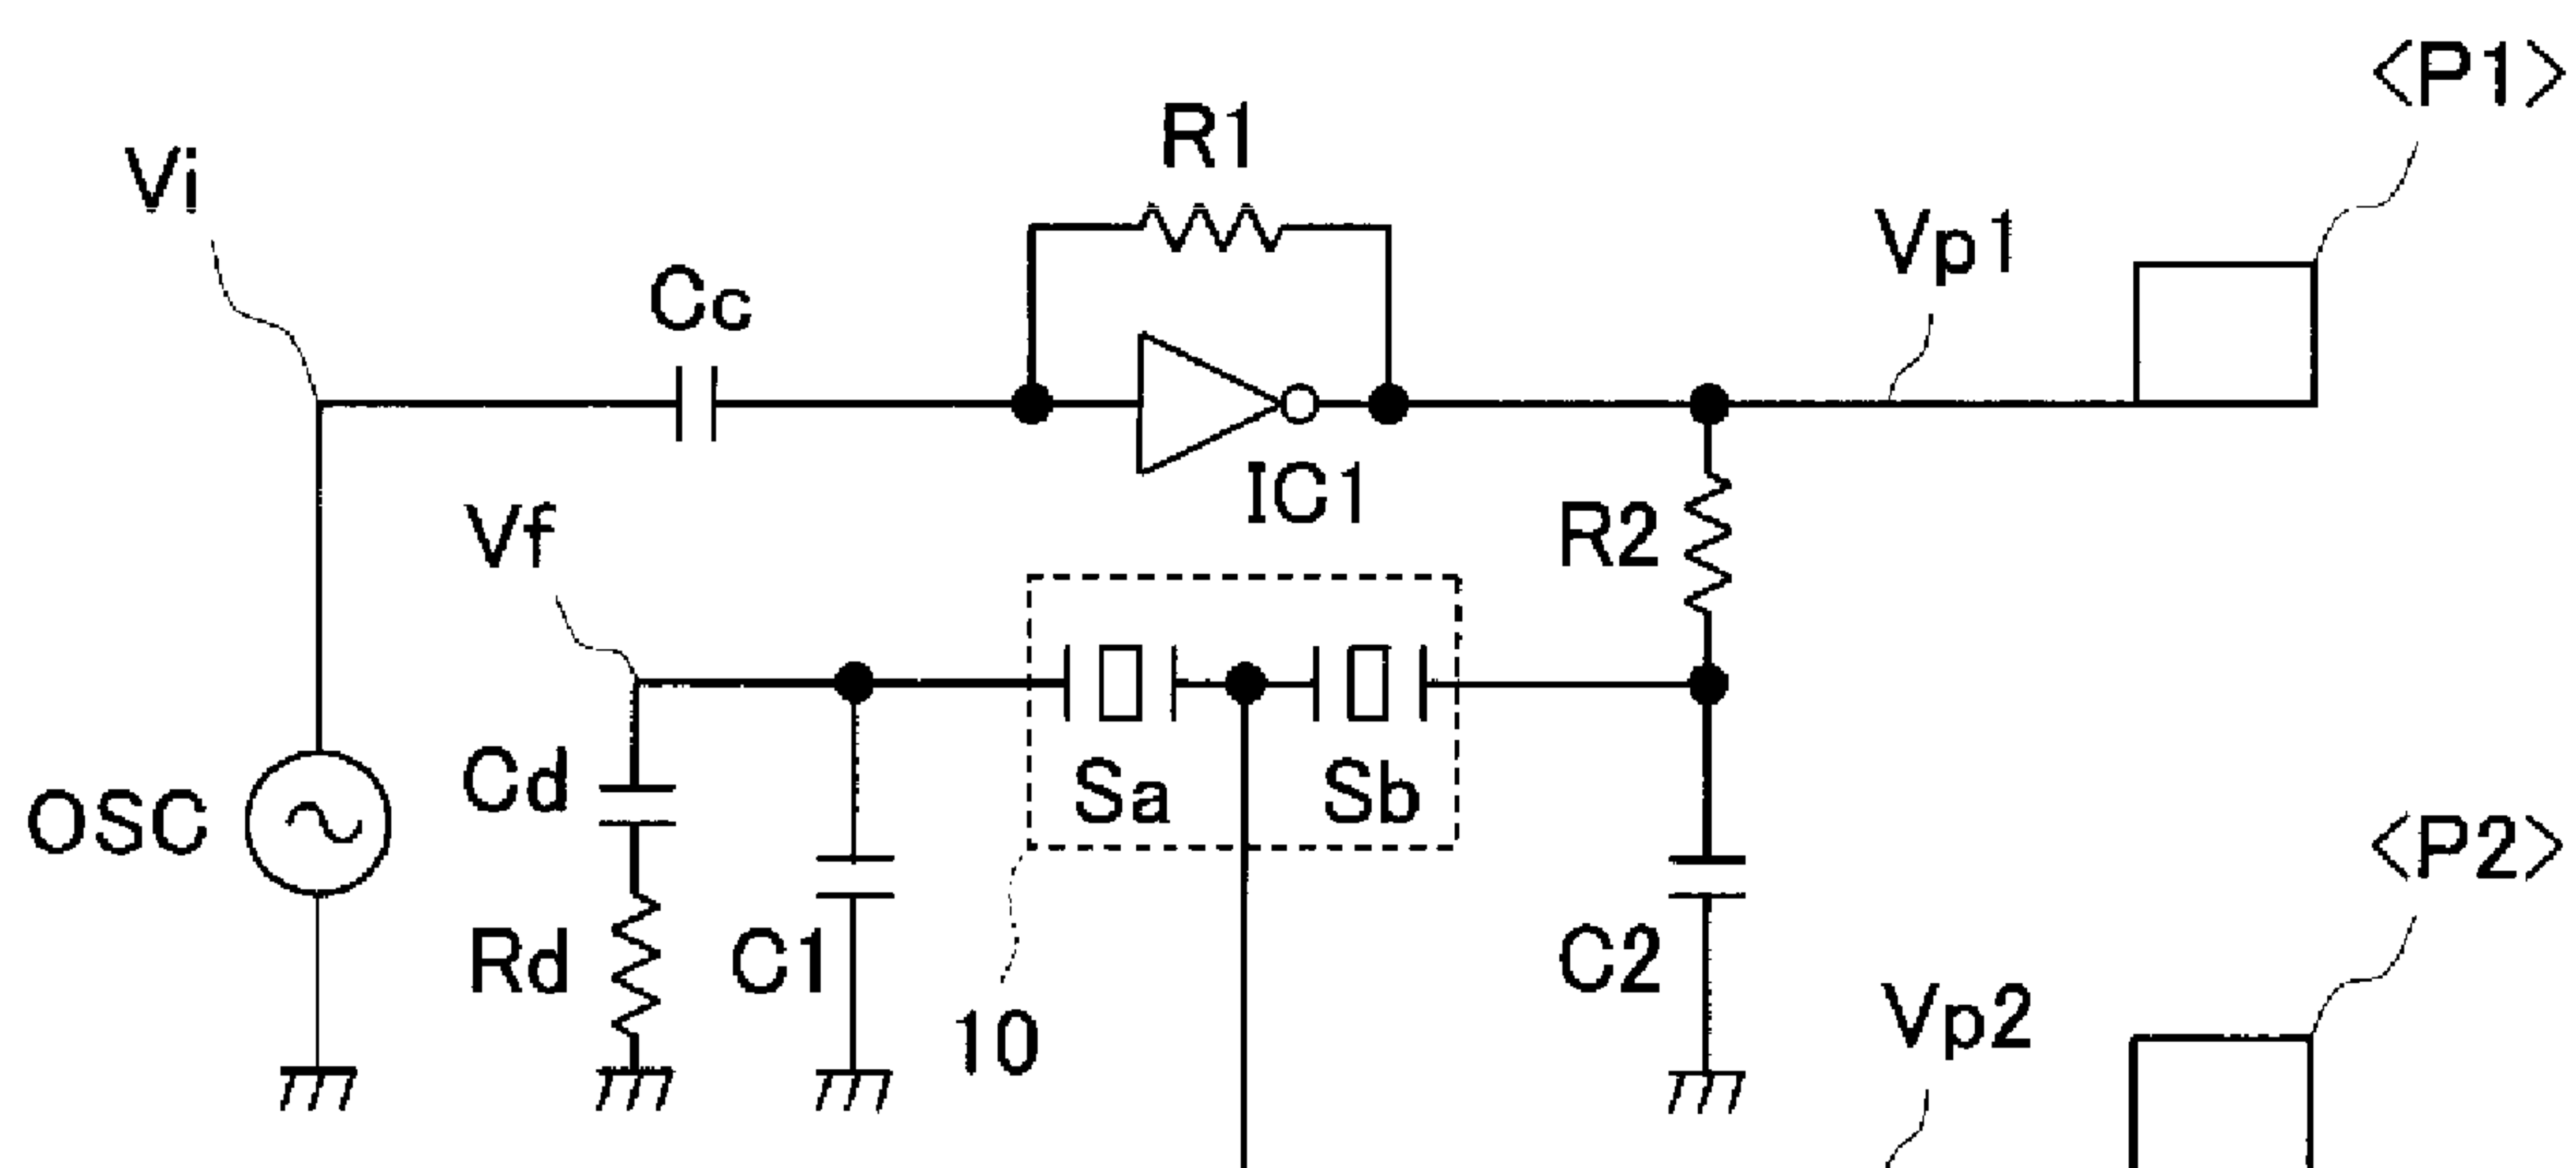 <P1>
R1
Vi
Vp1
Cc
IC1
Vf
R2
Cd
Sa
Sb
OSC
<P2>
Rd
C1
C2
10
Vp2